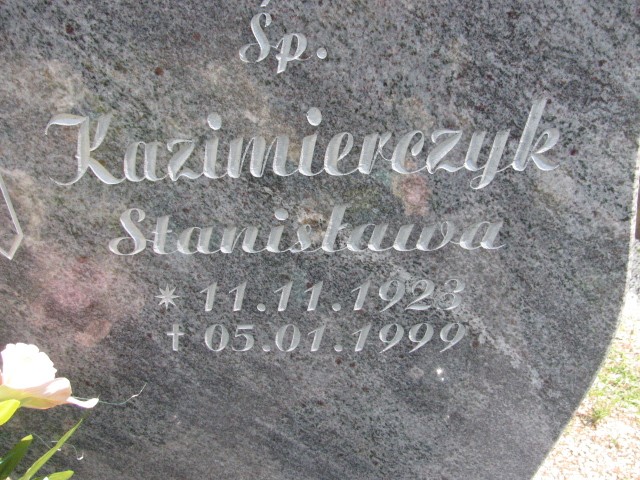 Śp.
Kazimierczyk
Stanisława
* 11.11.1923
† 05.01.1999